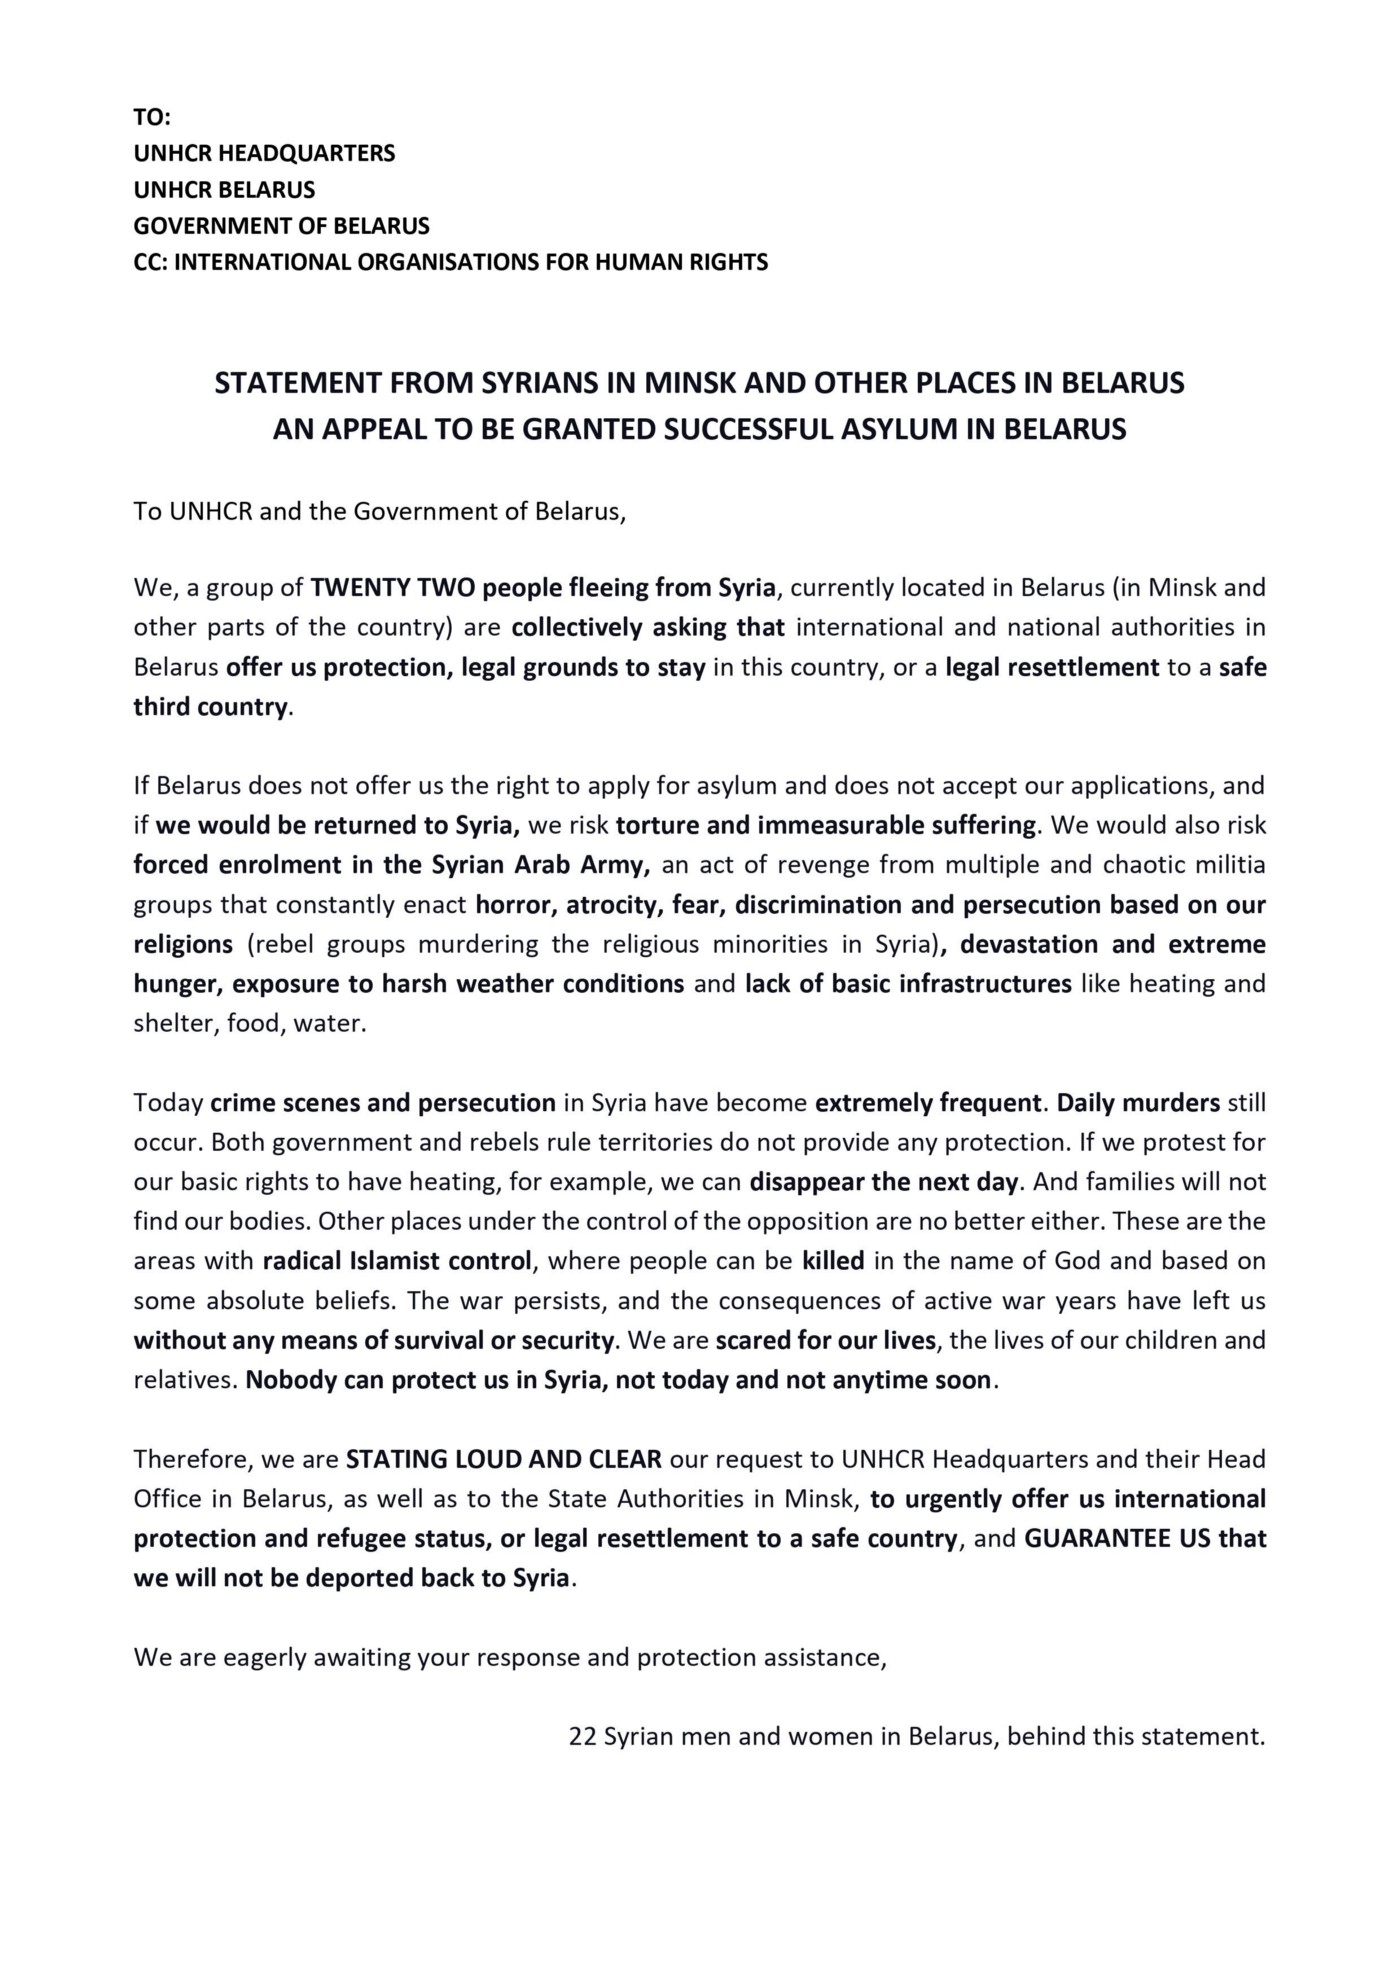 TO:
UNHCR HEADQUARTERS
UNHCR BELARUS
GOVERNMENT OF BELARUS
CC: INTERNATIONAL ORGANISATIONS FOR HUMAN RIGHTS
STATEMENT FROM SYRIANS IN MINSK AND OTHER PLACES IN BELARUS
AN APPEAL TO BE GRANTED SUCCESSFUL ASYLUM IN BELARUS
To UNHCR and the Government of Belarus,
We, a group of TWENTY TWO people fleeing from Syria, currently located in Belarus (in Minsk and
other parts of the country) are collectively asking that international and national authorities in
Belarus offer us protection, legal grounds to stay in this country, or a legal resettlement to a safe
third country.
If Belarus does not offer us the right to apply for asylum and does not accept our applications, and
if we would be returned to Syria, we risk torture and immeasurable suffering. We would also risk
forced enrolment in the Syrian Arab Army, an act of revenge from multiple and chaotic militia
groups that constantly enact horror, atrocity, fear, discrimination and persecution based on our
religions (rebel groups murdering the religious minorities in Syria), devastation and extreme
hunger, exposure to harsh weather conditions and lack of basic infrastructures like heating and
shelter, food, water.
Today crime scenes and persecution in Syria have become extremely frequent. Daily murders still
occur. Both government and rebels rule territories do not provide any protection. If we protest for
our basic rights to have heating, for example, we can disappear the next day. And families will not
find our bodies. Other places under the control of the opposition are no better either. These are the
areas with radical Islamist control, where people can be killed in the name of God and based on
some absolute beliefs. The war persists, and the consequences of active war years have left us
without any means of survival or security. We are scared for our lives, the lives of our children and
relatives. Nobody can protect us in Syria, not today and not anytime soon.
Therefore, we are STATING LOUD AND CLEAR our request to UNHCR Headquarters and their Head
Office in Belarus, as well as to the State Authorities in Minsk, to urgently offer us international
protection and refugee status, or legal resettlement to a safe country, and GUARANTEE US that
we will not be deported back to Syria.
We are eagerly awaiting your response and protection assistance,
22 Syrian men and women in Belarus, behind this statement.